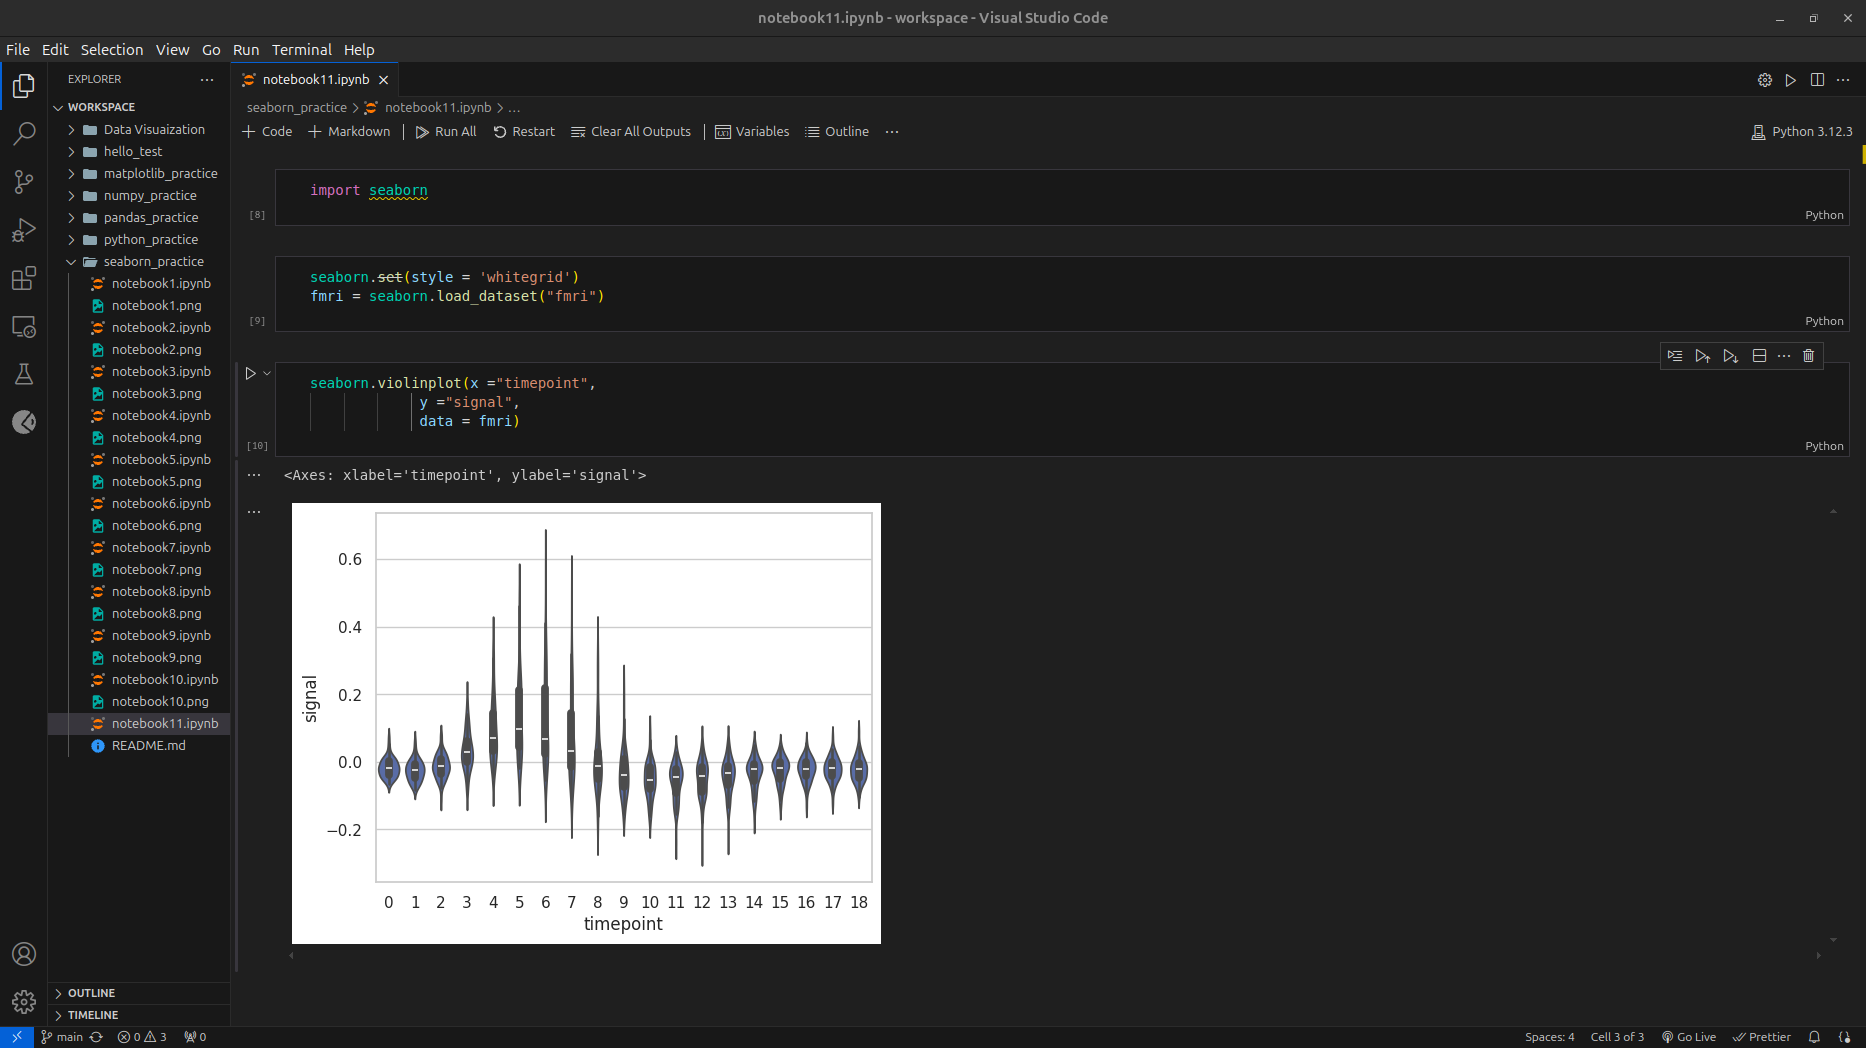 notebook11.ipynb - workspace - Visual Studio Code
File Edit Selection View Go Run Terminal Help
EXPLORER
WORKSPACE
Data Visuaization
hello_test
matplotlib_practice
numpy_practice
pandas_practice
python_practice
seaborn_practice
notebook1.ipynb
notebook1.png
notebook2.ipynb
notebook2.png
notebook3.ipynb
notebook3.png
notebook4.ipynb
notebook4.png
notebook5.ipynb
notebook5.png
notebook6.ipynb
notebook6.png
notebook7.ipynb
notebook7.png
notebook8.ipynb
notebook8.png
notebook9.ipynb
notebook9.png
notebook10.ipynb
notebook10.png
notebook11.ipynb
README.md
OUTLINE
TIMELINE
notebook11.ipynb
seaborn_practice > notebook11.ipynb > ...
+ Code + Markdown | Run All Restart Clear All Outputs | Variables Outline ... Python 3.12.3
import seaborn
[8] Python
seaborn.set(style = 'whitegrid')
fmri = seaborn.load_dataset("fmri")
[9] Python
seaborn.violinplot(x ="timepoint",
y ="signal",
data = fmri)
[10] Python
<Axes: xlabel='timepoint', ylabel='signal'>
0.6
0.4
0.2
0.0
−0.2
signal
0 1 2 3 4 5 6 7 8 9 10 11 12 13 14 15 16 17 18
timepoint
main 0 3 0 Spaces: 4 Cell 3 of 3 Go Live Prettier